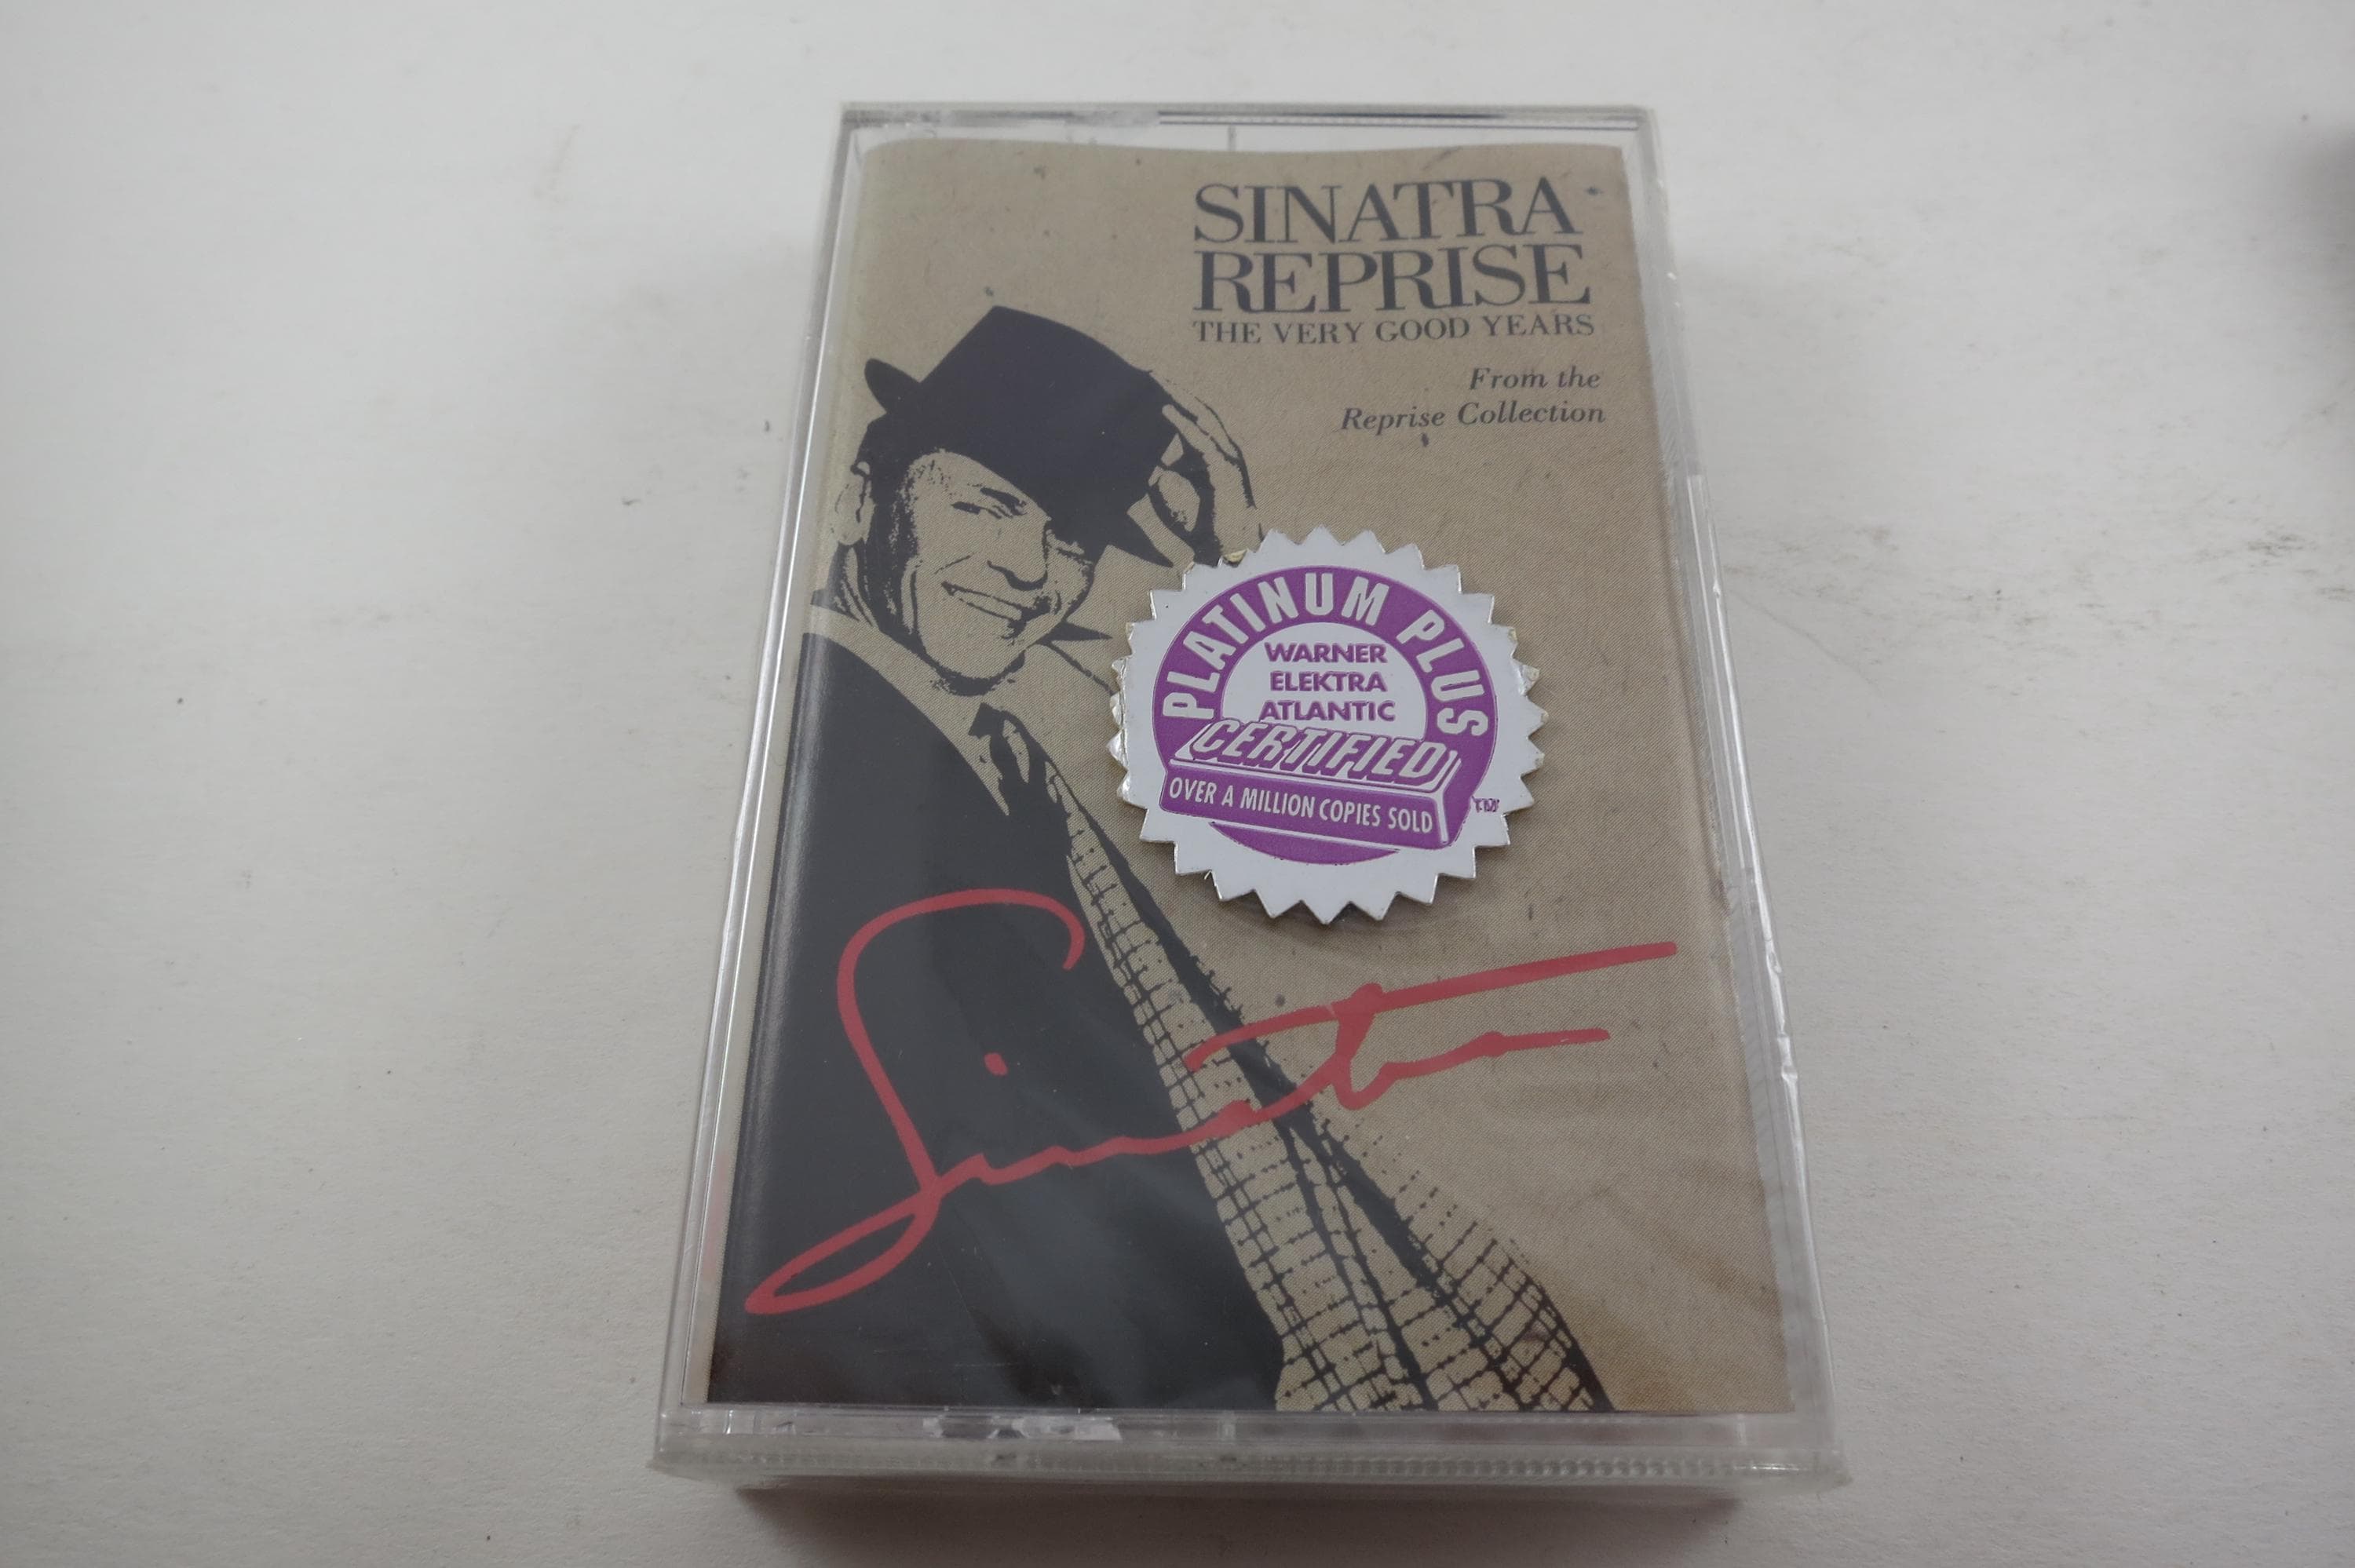 SINATRA
REPRISE
THE VERY GOOD YEARS
From the
Reprise Collection
PLATINUM PLUS
WARNER
ELEKTRA
ATLANTIC
CERTIFIED
OVER A MILLION COPIES SOLD
Sinatra